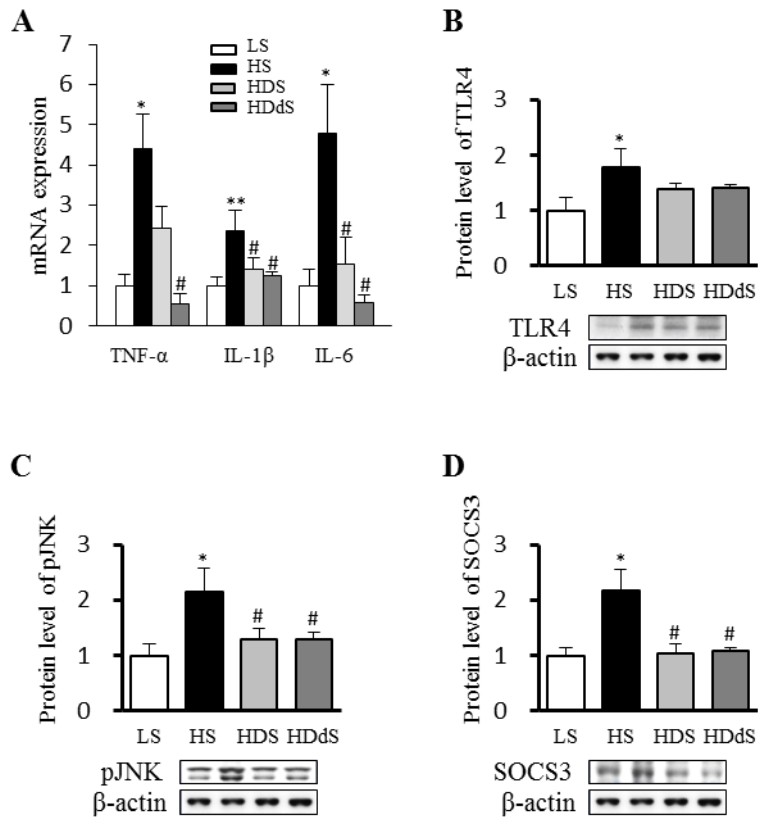 A
mRNA expression
7
6
5
4
3
2
1
0
LS
HS
HDS
HDdS
*
#
**
#
#
*
#
#
TNF-α IL-1β IL-6
B
Protein level of TLR4
3
2
1
0
*
LS HS HDS HDdS
TLR4
β-actin
C
Protein level of pJNK
3
2
1
0
*
#
#
LS HS HDS HDdS
pJNK
β-actin
D
Protein level of SOCS3
3
2
1
0
*
#
#
LS HS HDS HDdS
SOCS3
β-actin